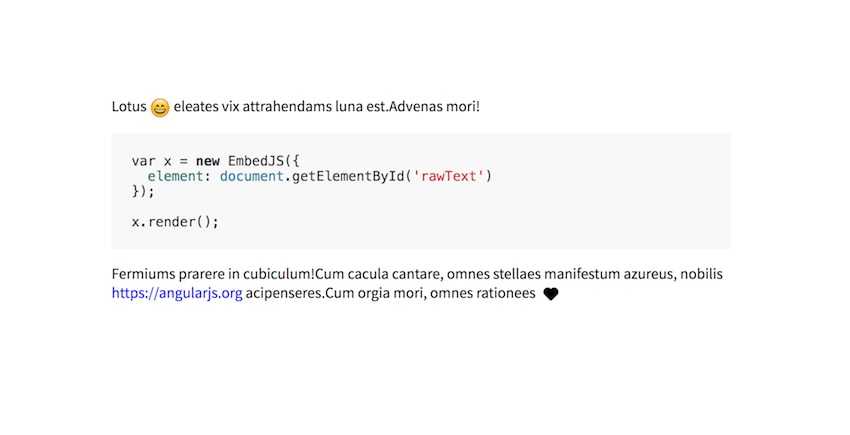 Lotus 😊 eleates vix attrahendams luna est.Advenas mori!
var x = new EmbedJS({
  element: document.getElementById('rawText')
});
x.render();
Fermiums prarere in cubiculum!Cum cacula cantare, omnes stellaes manifestum azureus, nobilis
https://angularjs.org acipenseres.Cum orgia mori, omnes rationees ♥